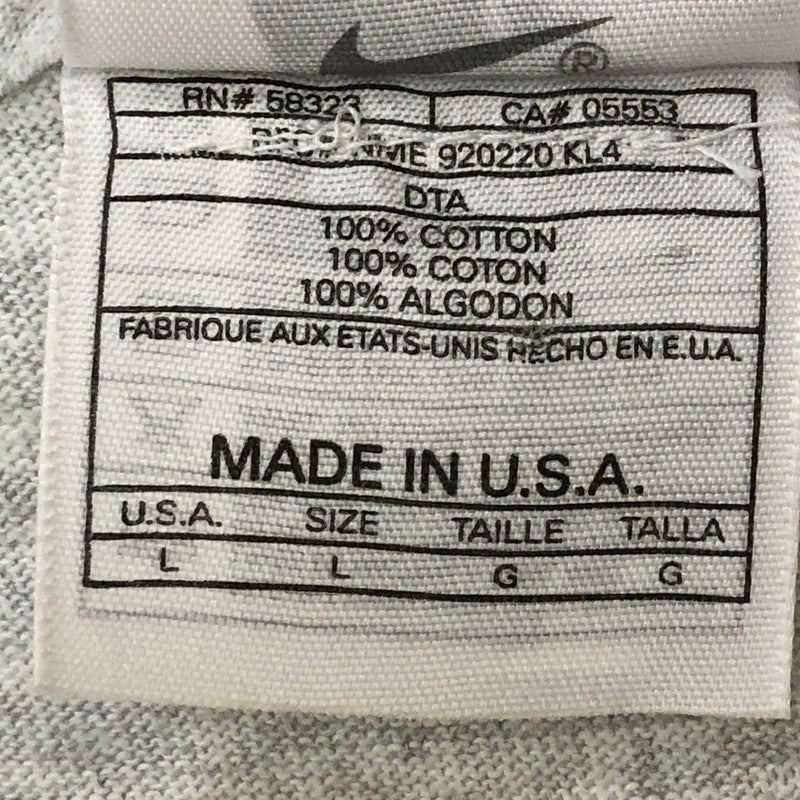 ®
RN# 58323 CA# 05553
NME 920220 KL4
DTA
100% COTTON
100% COTON
100% ALGODON
FABRIQUE AUX ETATS-UNIS HECHO EN E.U.A.
MADE IN U.S.A.
U.S.A. SIZE TAILLE TALLA
L L G G